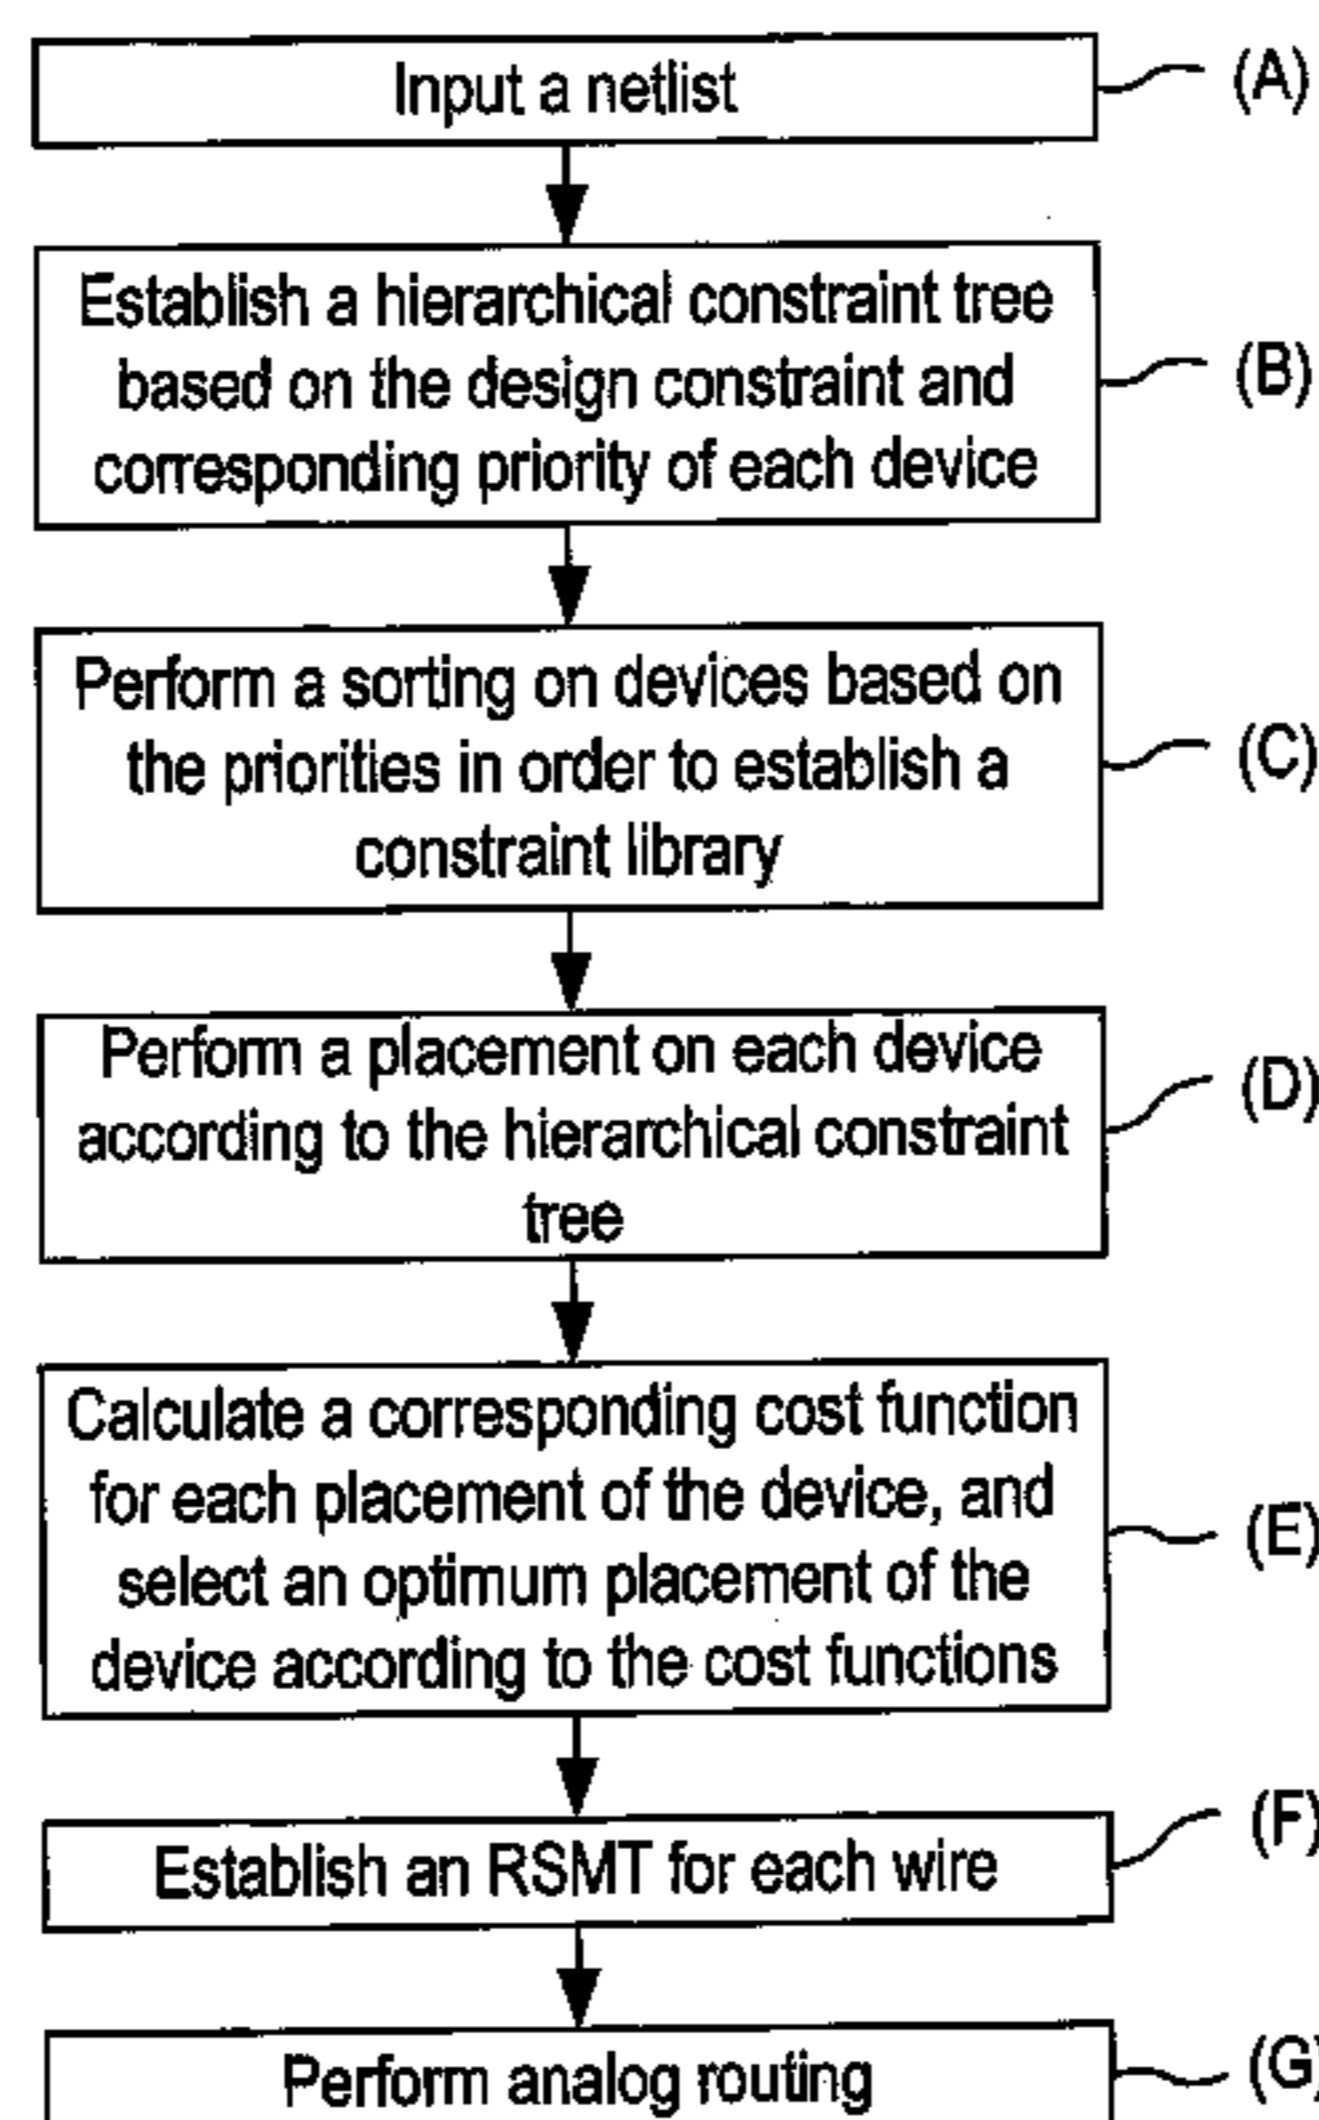 Input a netlist
(A)
Establish a hierarchical constraint tree
based on the design constraint and
corresponding priority of each device
(B)
Perform a sorting on devices based on
the priorities in order to establish a
constraint library
(C)
Perform a placement on each device
according to the hierarchical constraint
tree
(D)
Calculate a corresponding cost function
for each placement of the device, and
select an optimum placement of the
device according to the cost functions
(E)
Establish an RSMT for each wire
(F)
Perform analog routing
(G)